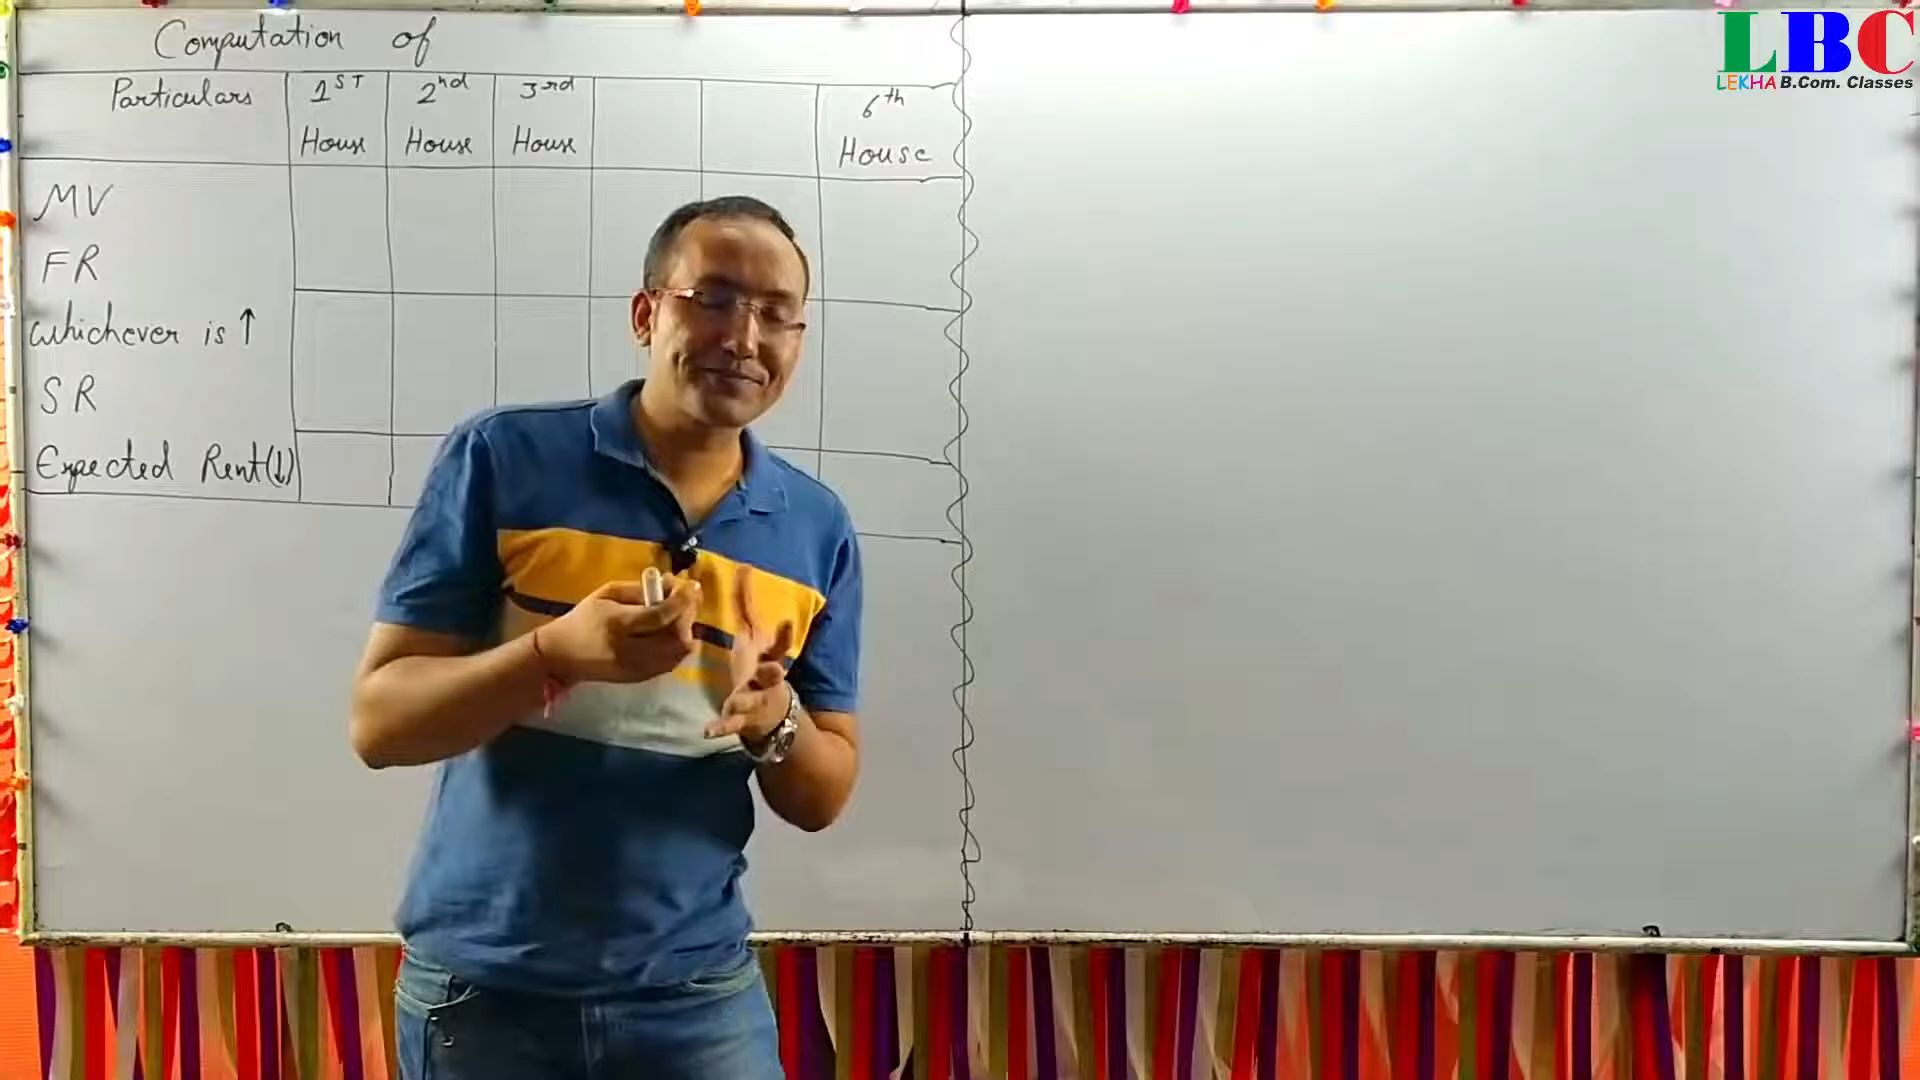 Computation of
Particulars 1ST House 2nd House 3rd House 6th House
MV
FR
Whichever is ↑
SR
Expected Rent(↓)
LBC
LEKHA B.Com. Classes